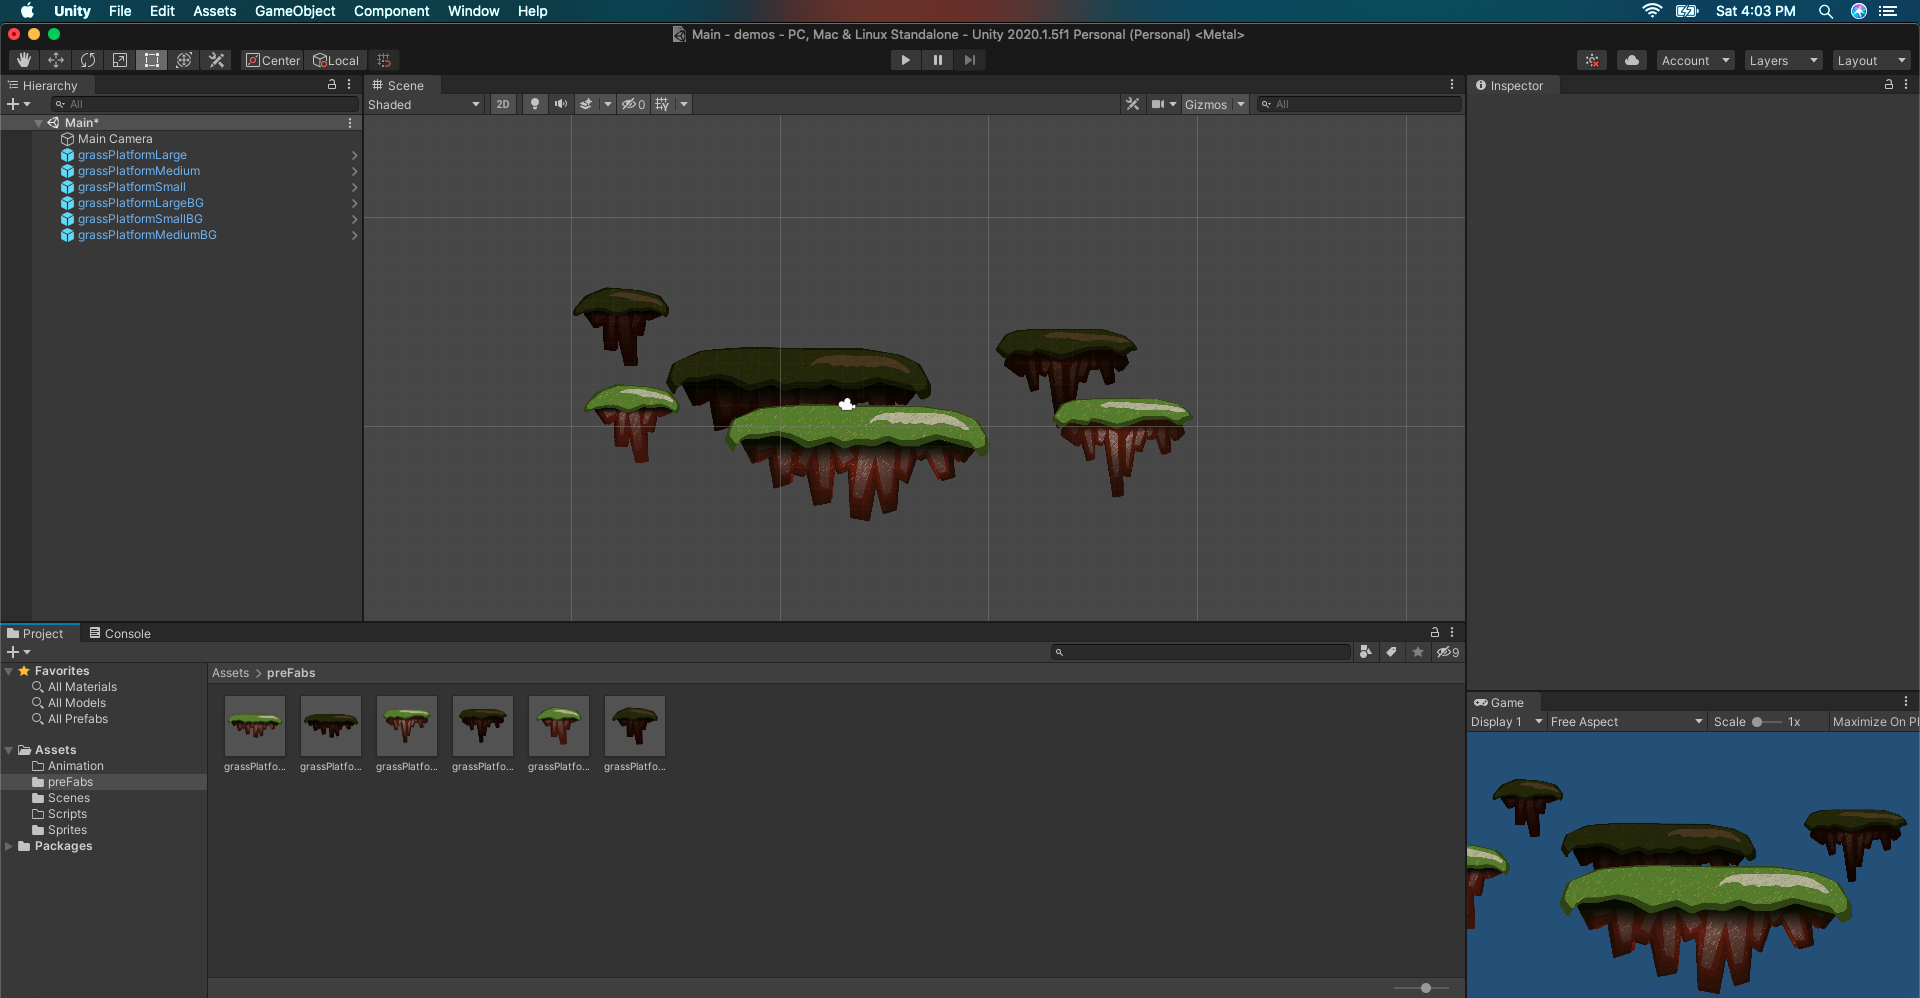 Unity File Edit Assets GameObject Component Window Help Sat 4:03 PM
Main - demos - PC, Mac & Linux Standalone - Unity 2020.1.5f1 Personal (Personal) <Metal>
Center Local Account Layers Layout
Hierarchy
All
Main*
Main Camera
grassPlatformLarge
grassPlatformMedium
grassPlatformSmall
grassPlatformLargeBG
grassPlatformSmallBG
grassPlatformMediumBG
Scene
Shaded 2D 0 Gizmos All
Inspector
Project Console
9
Favorites
All Materials
All Models
All Prefabs
Assets
Animation
preFabs
Scenes
Scripts
Sprites
Packages
Assets > preFabs
grassPlatfo... grassPlatfo... grassPlatfo... grassPlatfo... grassPlatfo... grassPlatfo...
Game
Display 1 Free Aspect Scale 1x Maximize On Pl